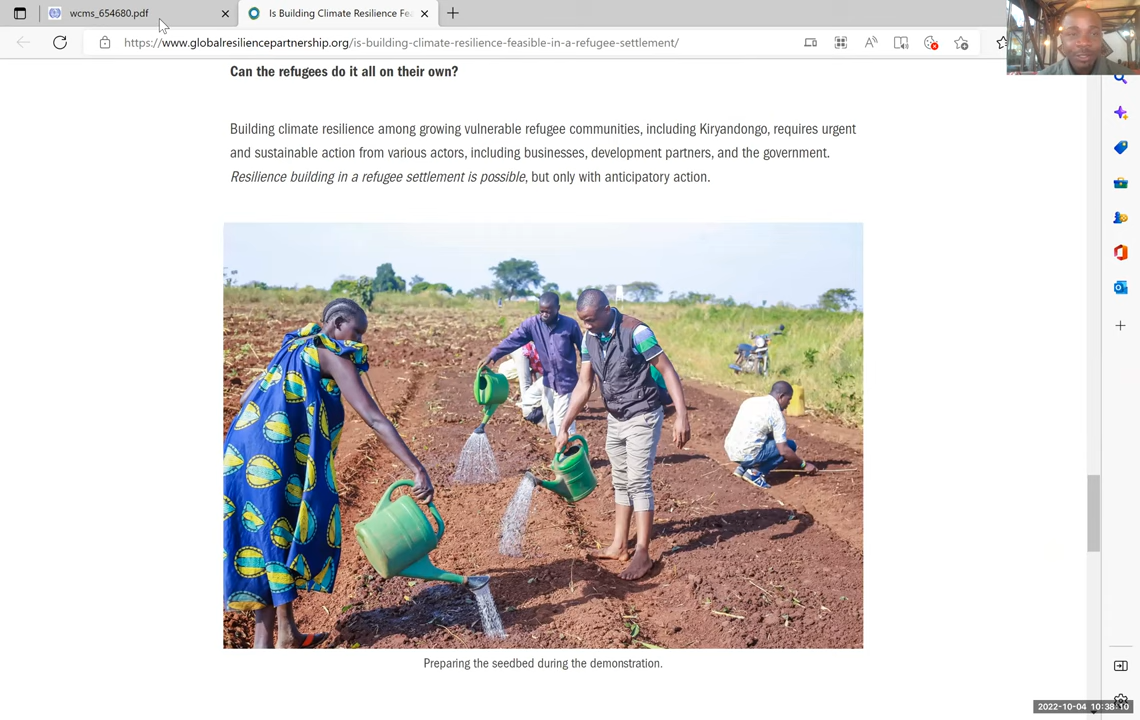 wcms_654680.pdf
Is Building Climate Resilience Fe
https://www.globalresiliencepartnership.org/is-building-climate-resilience-feasible-in-a-refugee-settlement/
Can the refugees do it all on their own?
Building climate resilience among growing vulnerable refugee communities, including Kiryandongo, requires urgent
and sustainable action from various actors, including businesses, development partners, and the government.
Resilience building in a refugee settlement is possible, but only with anticipatory action.
Preparing the seedbed during the demonstration.
2022-10-04 10:38:10